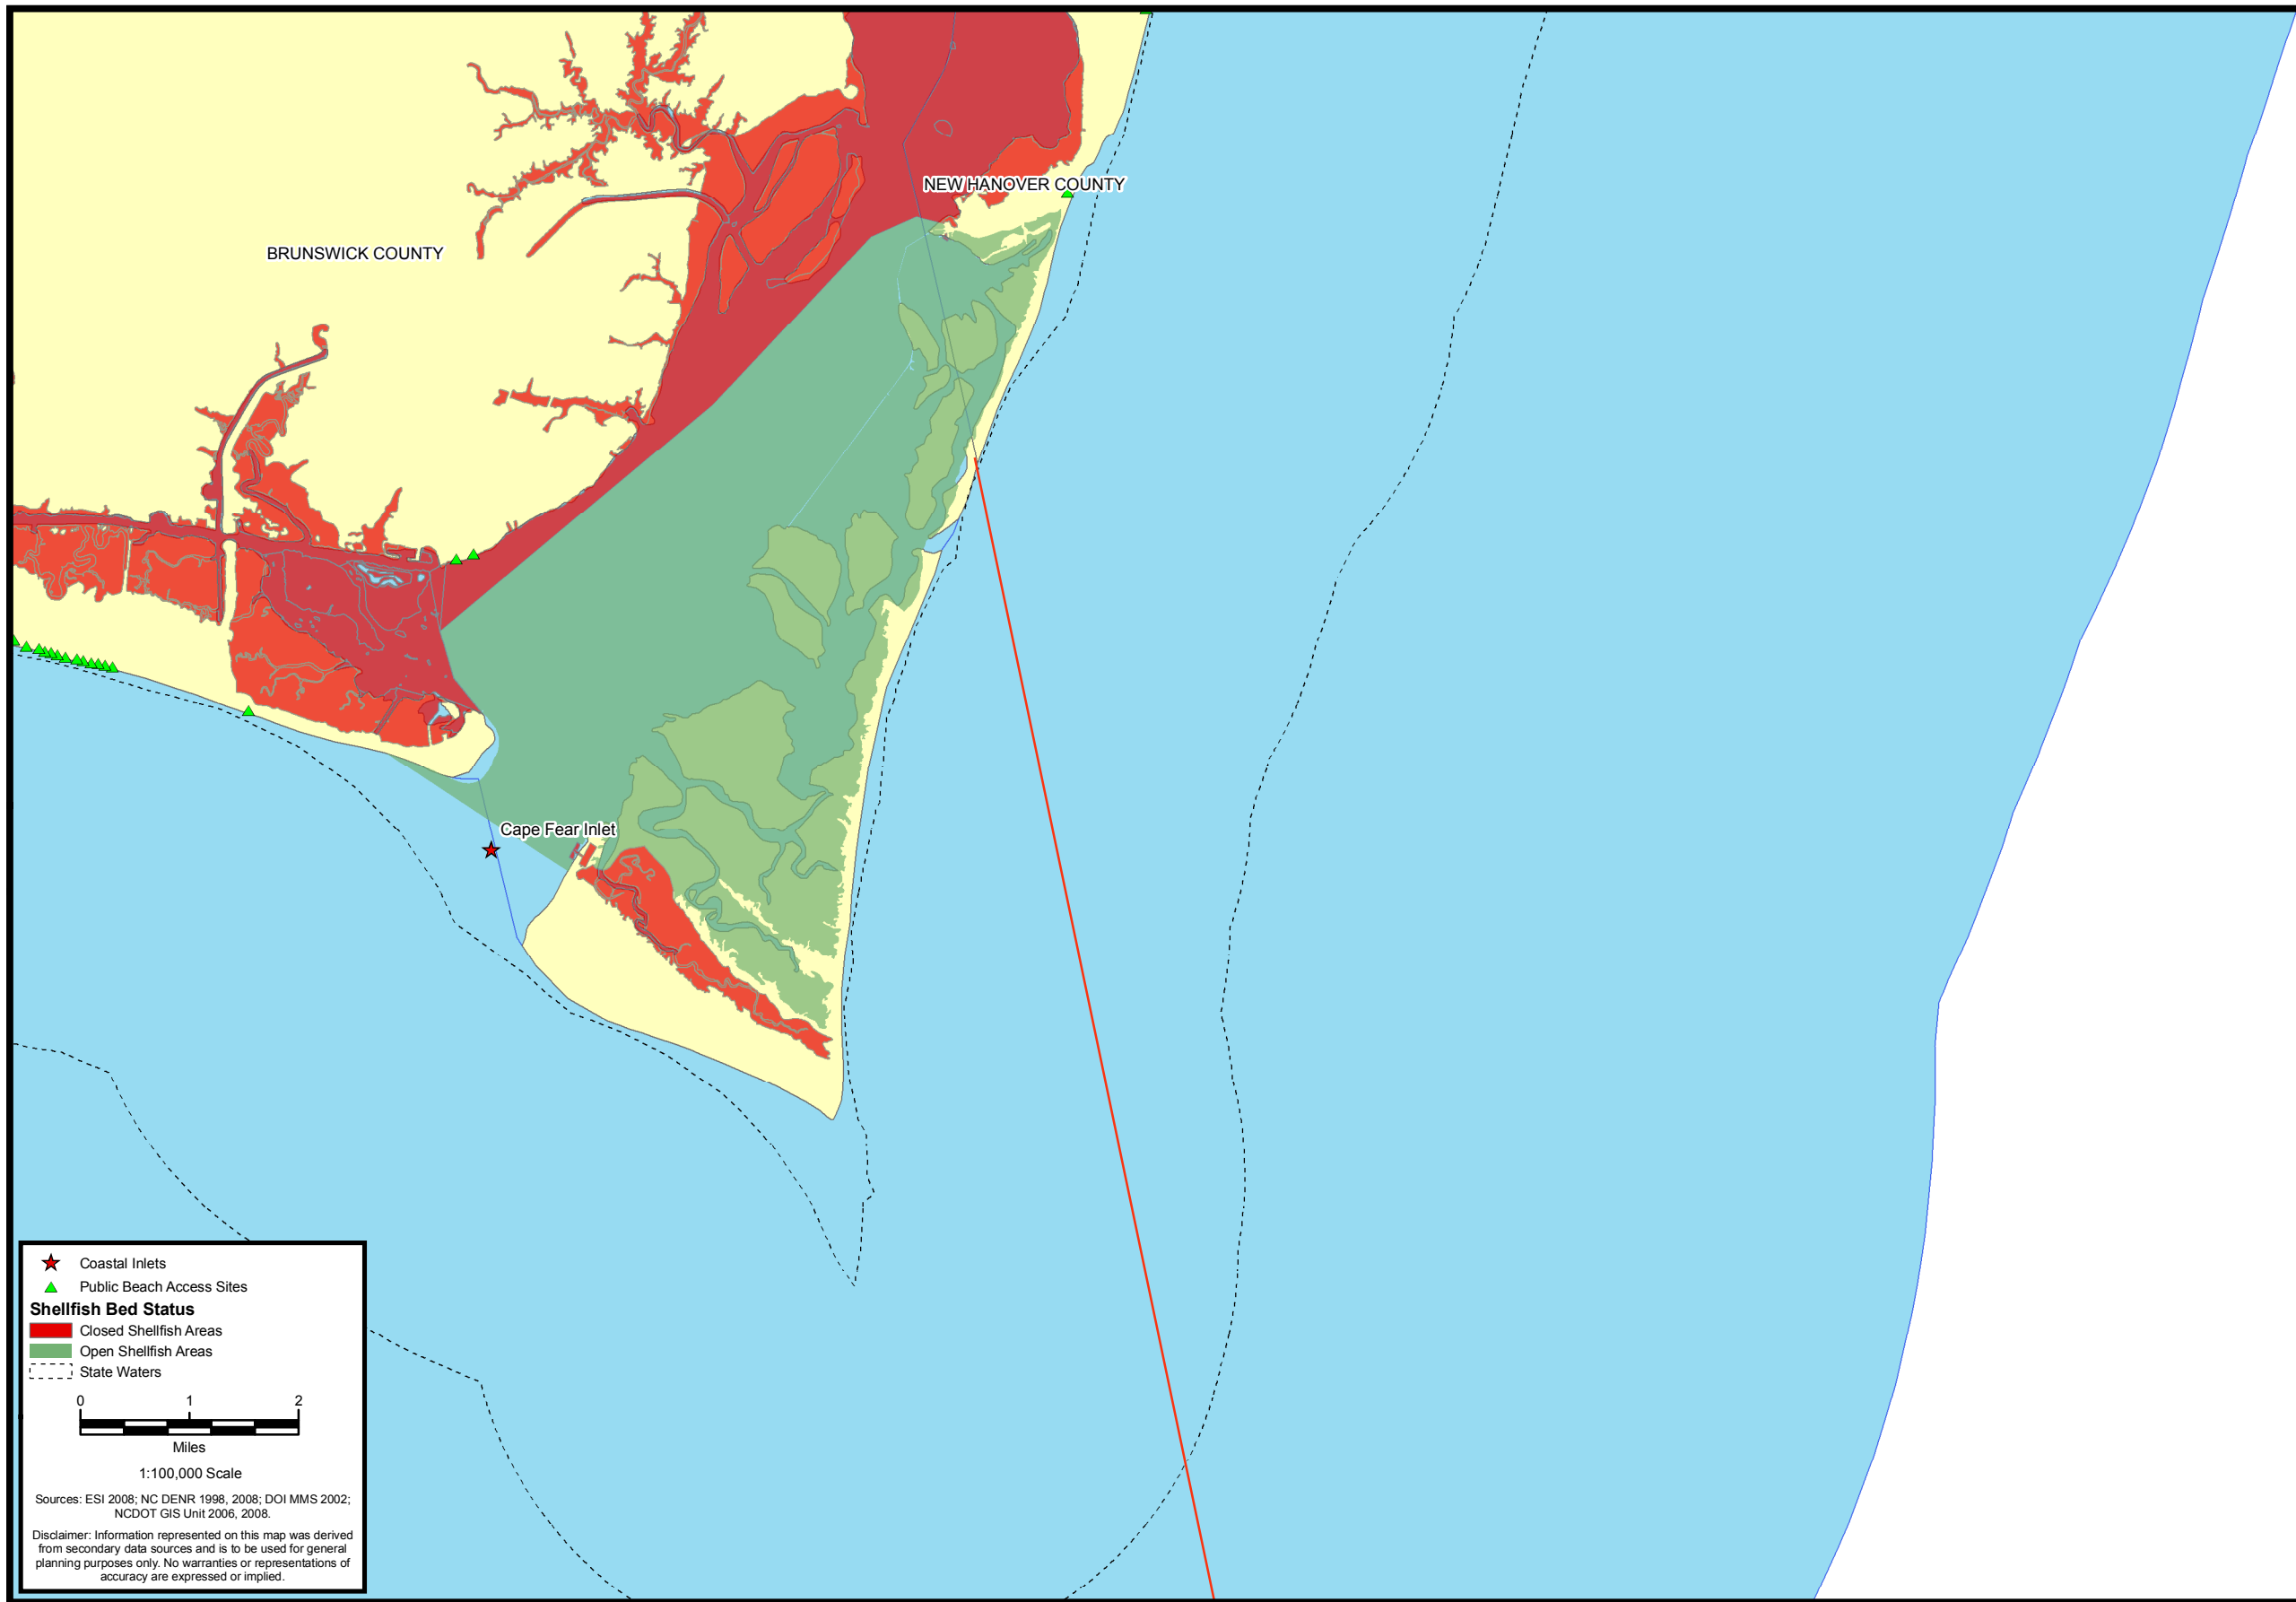 NEW HANOVER COUNTY
BRUNSWICK COUNTY
Cape Fear Inlet
Coastal Inlets
Public Beach Access Sites
Shellfish Bed Status
Closed Shellfish Areas
Open Shellfish Areas
State Waters
0 1 2
Miles
1:100,000 Scale
Sources: ESI 2008; NC DENR 1998, 2008; DOI MMS 2002;
NCDOT GIS Unit 2006, 2008.
Disclaimer: Information represented on this map was derived
from secondary data sources and is to be used for general
planning purposes only. No warranties or representations of
accuracy are expressed or implied.